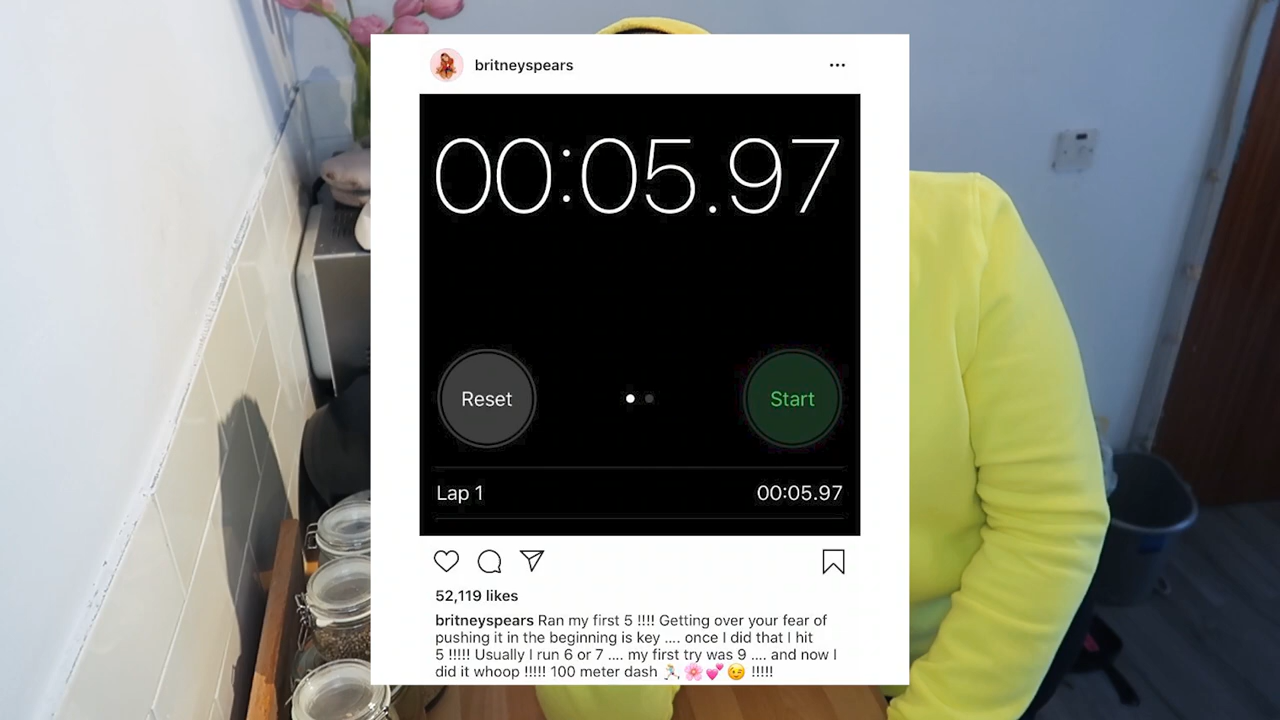 britneyspears
00:05.97
Reset
Start
Lap 1 00:05.97
52,119 likes
britneyspears Ran my first 5 !!!! Getting over your fear of
pushing it in the beginning is key .... once I did that I hit
5 !!!!! Usually I run 6 or 7 .... my first try was 9 .... and now I
did it whoop !!!!! 100 meter dash 🏃🏻‍♀️🌸💕😉 !!!!!